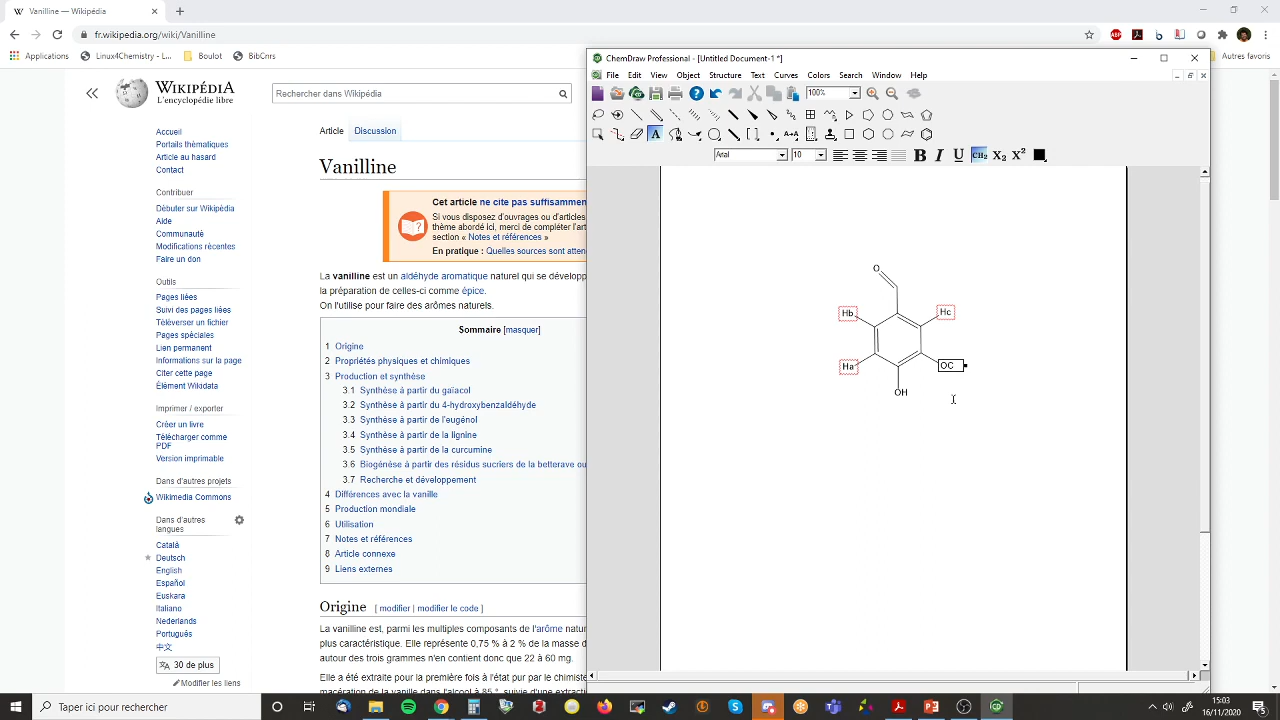 Vanilline — Wikipédia
fr.wikipedia.org/wiki/Vanilline
Applications
Linux4Chemistry - L...
Boulot
BibCnrs
Autres favoris
ChemDraw Professional - [Untitled Document-1 *]
File Edit View Object Structure Text Curves Colors Search Window Help
100%
Arial 10 B I U CH2 X2 X2
O
Hb Hc
Ha OC
OH
WIKIPÉDIA
L'encyclopédie libre
Rechercher dans Wikipédia
Accueil
Portails thématiques
Article au hasard
Contact
Contribuer
Débuter sur Wikipédia
Aide
Communauté
Modifications récentes
Faire un don
Outils
Pages liées
Suivi des pages liées
Téléverser un fichier
Pages spéciales
Lien permanent
Informations sur la page
Citer cette page
Élément Wikidata
Imprimer / exporter
Créer un livre
Télécharger comme
PDF
Version imprimable
Dans d'autres projets
Wikimedia Commons
Dans d'autres
langues
Català
Deutsch
English
Español
Euskara
Italiano
Nederlands
Português
中文
30 de plus
Modifier les liens
Article Discussion
Vanilline
Cet article ne cite pas suffisammen
Si vous disposez d'ouvrages ou d'articles
thème abordé ici, merci de compléter l'art
section « Notes et références »
En pratique : Quelles sources sont atten
La vanilline est un aldéhyde aromatique naturel qui se développ
la préparation de celles-ci comme épice.
On l'utilise pour faire des arômes naturels.
Sommaire [masquer]
1 Origine
2 Propriétés physiques et chimiques
3 Production et synthèse
3.1 Synthèse à partir du gaïacol
3.2 Synthèse à partir du 4-hydroxybenzaldéhyde
3.3 Synthèse à partir de l'eugénol
3.4 Synthèse à partir de la lignine
3.5 Synthèse à partir de la curcumine
3.6 Biogénèse à partir des résidus sucriers de la betterave ou
3.7 Recherche et développement
4 Différences avec la vanille
5 Production mondiale
6 Utilisation
7 Notes et références
8 Article connexe
9 Liens externes
Origine [ modifier | modifier le code ]
La vanilline est, parmi les multiples composants de l'arôme natur
plus caractéristique. Elle représente 0,75 % à 2 % de la masse d
autour des trois grammes n'en contient donc que 22 à 60 mg.
Elle a été extraite pour la première fois à l'état pur par le chimiste
macération de la vanille dans l'alcool à 85 °, suivie d'une extracti
Taper ici pour rechercher
15:03
16/11/2020